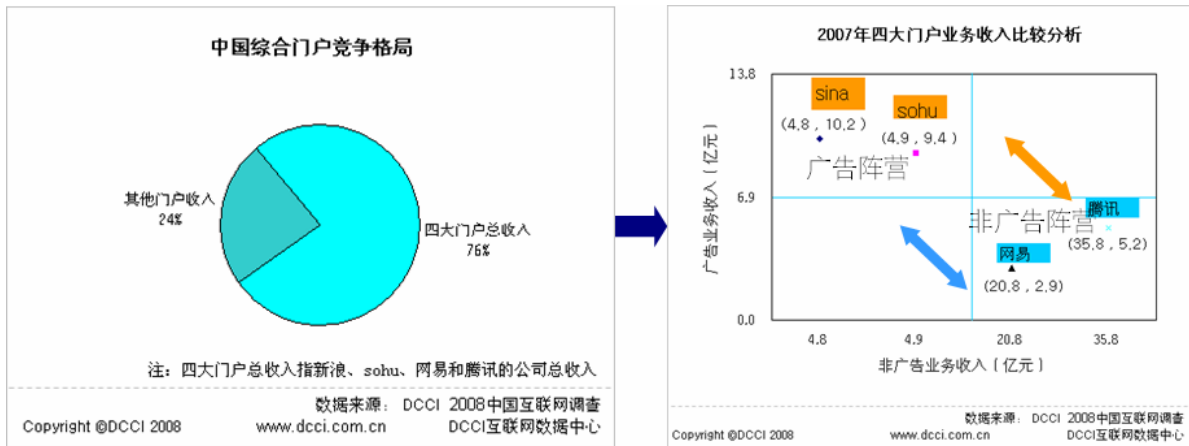 中国综合门户竞争格局
其他门户收入
24%
四大门户总收入
76%
注：四大门户总收入指新浪、sohu、网易和腾讯的公司总收入
数据来源： DCCI 2008中国互联网调查
Copyright @DCCI 2008 www.dcci.com.cn DCCI互联网数据中心
2007年四大门户业务收入比较分析
广告业务收入（亿元）
13.8
6.9
0.0
sina
(4.8 , 10.2)
sohu
(4.9 , 9.4)
广告阵营
非广告阵营
腾讯
(35.8 , 5.2)
网易
(20.8 , 2.9)
4.8 4.9 20.8 35.8
非广告业务收入（亿元）
数据来源： DCCI 2008中国互联网调查
Copyright @DCCI 2008 www.dcci.com.cn DCCI互联网数据中心